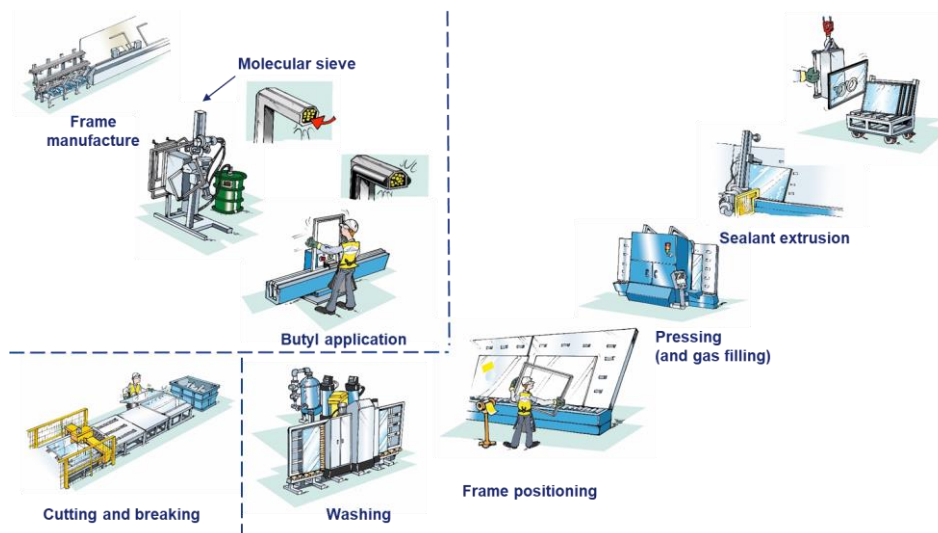 Molecular sieve
Frame
manufacture
Butyl application
Cutting and breaking
Washing
Frame positioning
Pressing
(and gas filling)
Sealant extrusion